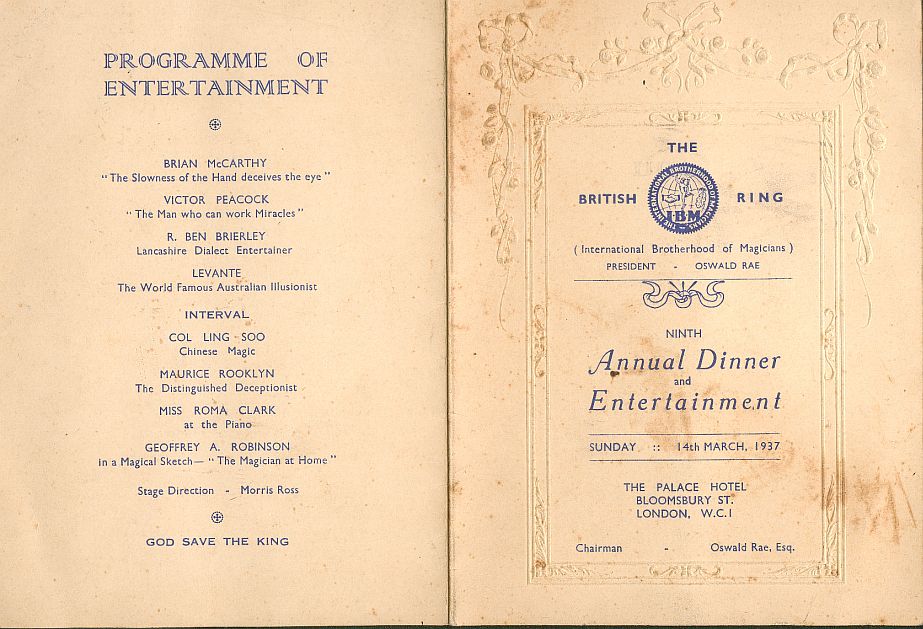 PROGRAMME OF
ENTERTAINMENT
BRIAN McCARTHY
"The Slowness of the Hand deceives the eye"
VICTOR PEACOCK
"The Man who can work Miracles"
R. BEN BRIERLEY
Lancashire Dialect Entertainer
LEVANTE
The World Famous Australian Illusionist
INTERVAL
COL LING SOO
Chinese Magic
MAURICE ROOKLYN
The Distinguished Deceptionist
MISS ROMA CLARK
at the Piano
GEOFFREY A. ROBINSON
in a Magical Sketch— "The Magician at Home"
Stage Direction - Morris Ross
GOD SAVE THE KING
THE
BRITISH RING
THE INTERNATIONAL BROTHERHOOD OF MAGICIANS
IBM
(International Brotherhood of Magicians)
PRESIDENT - OSWALD RAE
NINTH
Annual Dinner
and
Entertainment
SUNDAY :: 14th MARCH, 1937
THE PALACE HOTEL
BLOOMSBURY ST.
LONDON, W.C.I
Chairman - Oswald Rae, Esq.